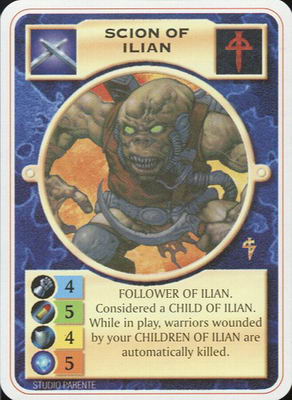 SCION OF
ILIAN
4
5
4
5
FOLLOWER OF ILIAN.
Considered a CHILD OF ILIAN.
While in play, warriors wounded
by your CHILDREN OF ILIAN are
automatically killed.
STUDIO PARENTE